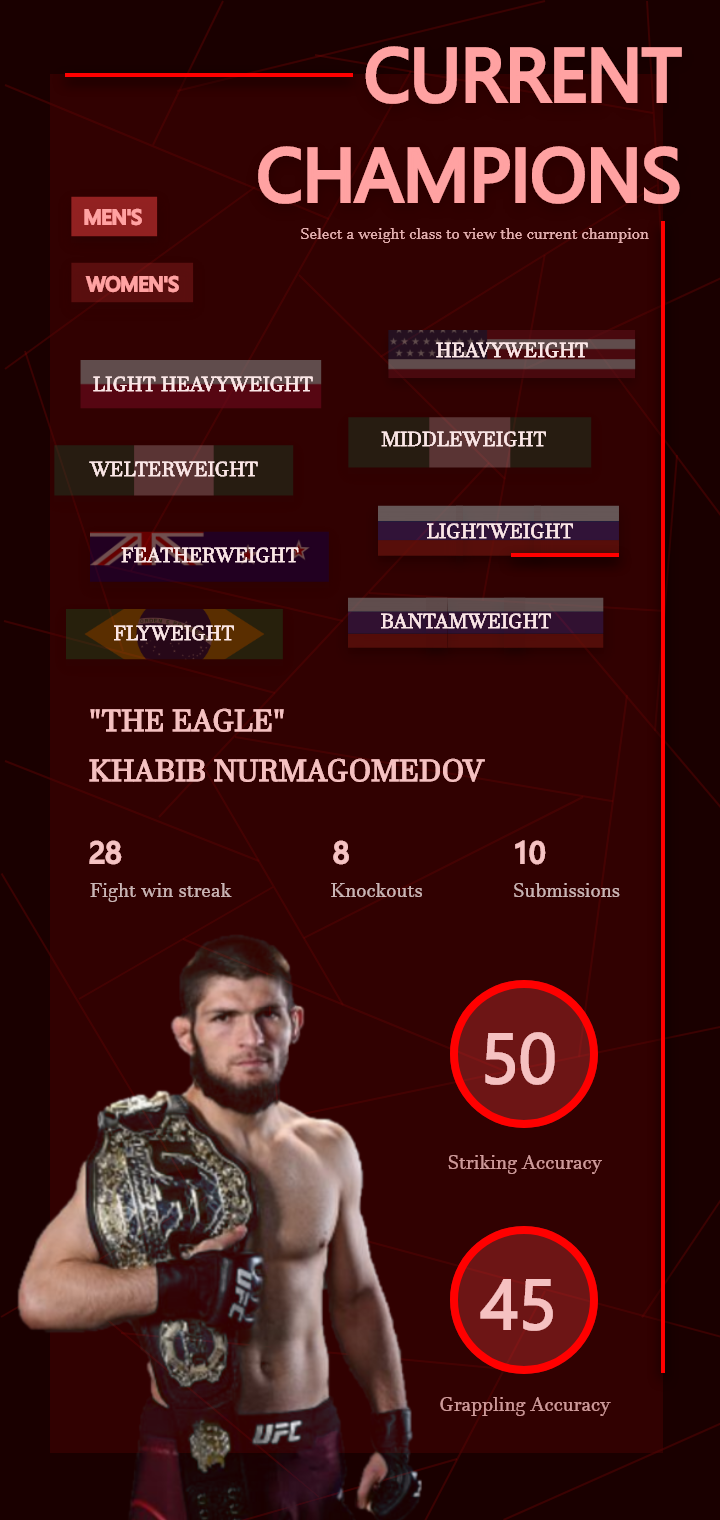 CURRENT
CHAMPIONS
Select a weight class to view the current champion
MEN'S
WOMEN'S
HEAVYWEIGHT
LIGHT HEAVYWEIGHT
MIDDLEWEIGHT
WELTERWEIGHT
LIGHTWEIGHT
FEATHERWEIGHT
BANTAMWEIGHT
FLYWEIGHT
"THE EAGLE"
KHABIB NURMAGOMEDOV
28
Fight win streak
8
Knockouts
10
Submissions
50
Striking Accuracy
45
Grappling Accuracy
UFC
UFC
UFC